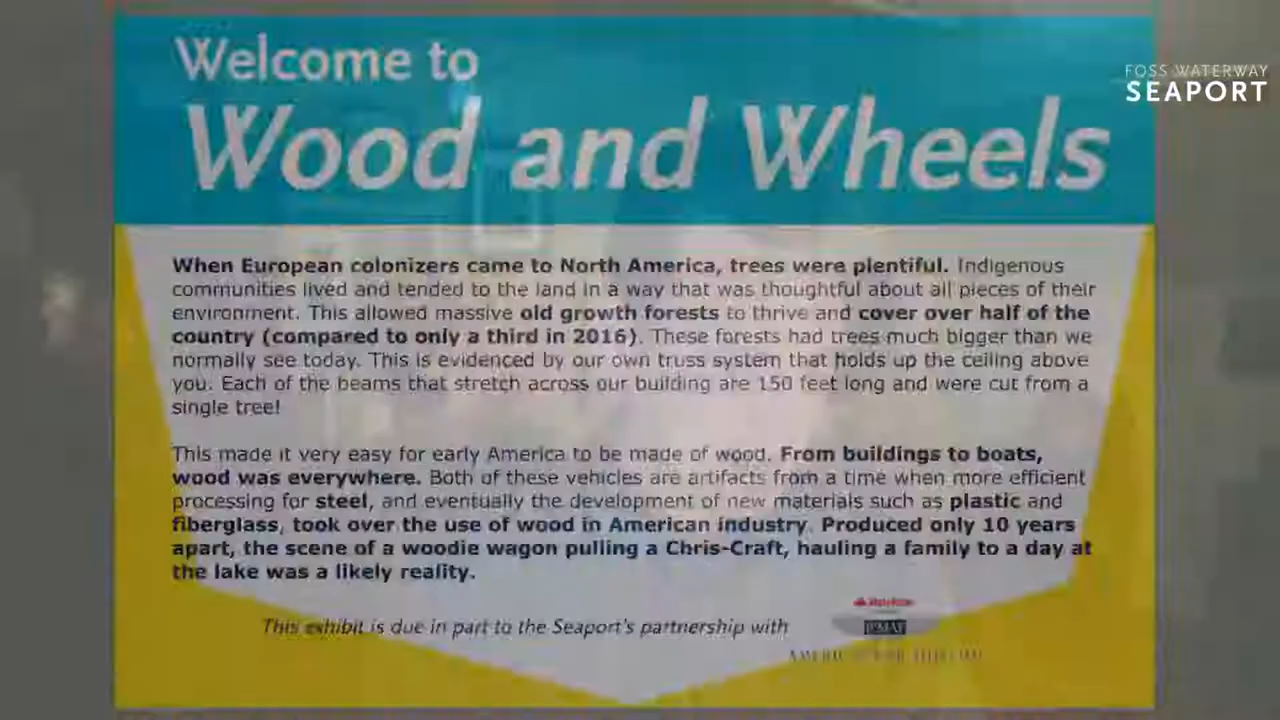 Welcome to
FOSS WATERWAY
SEAPORT
Wood and Wheels
When European colonizers came to North America, trees were plentiful. Indigenous
communities lived and tended to the land in a way that was thoughtful about all pieces of their
environment. This allowed massive old growth forests to thrive and cover over half of the
country (compared to only a third in 2016). These forests had trees much bigger than we
normally see today. This is evidenced by our own truss system that holds up the ceiling above
you. Each of the beams that stretch across our building are 150 feet long and were cut from a
single tree!
This made it very easy for early America to be made of wood. From buildings to boats,
wood was everywhere. Both of these vehicles are artifacts from a time when more efficient
processing for steel, and eventually the development of new materials such as plastic and
fiberglass, took over the use of wood in American industry. Produced only 10 years
apart, the scene of a woodie wagon pulling a Chris-Craft, hauling a family to a day at
the lake was a likely reality.
This exhibit is due in part to the Seaport's partnership with